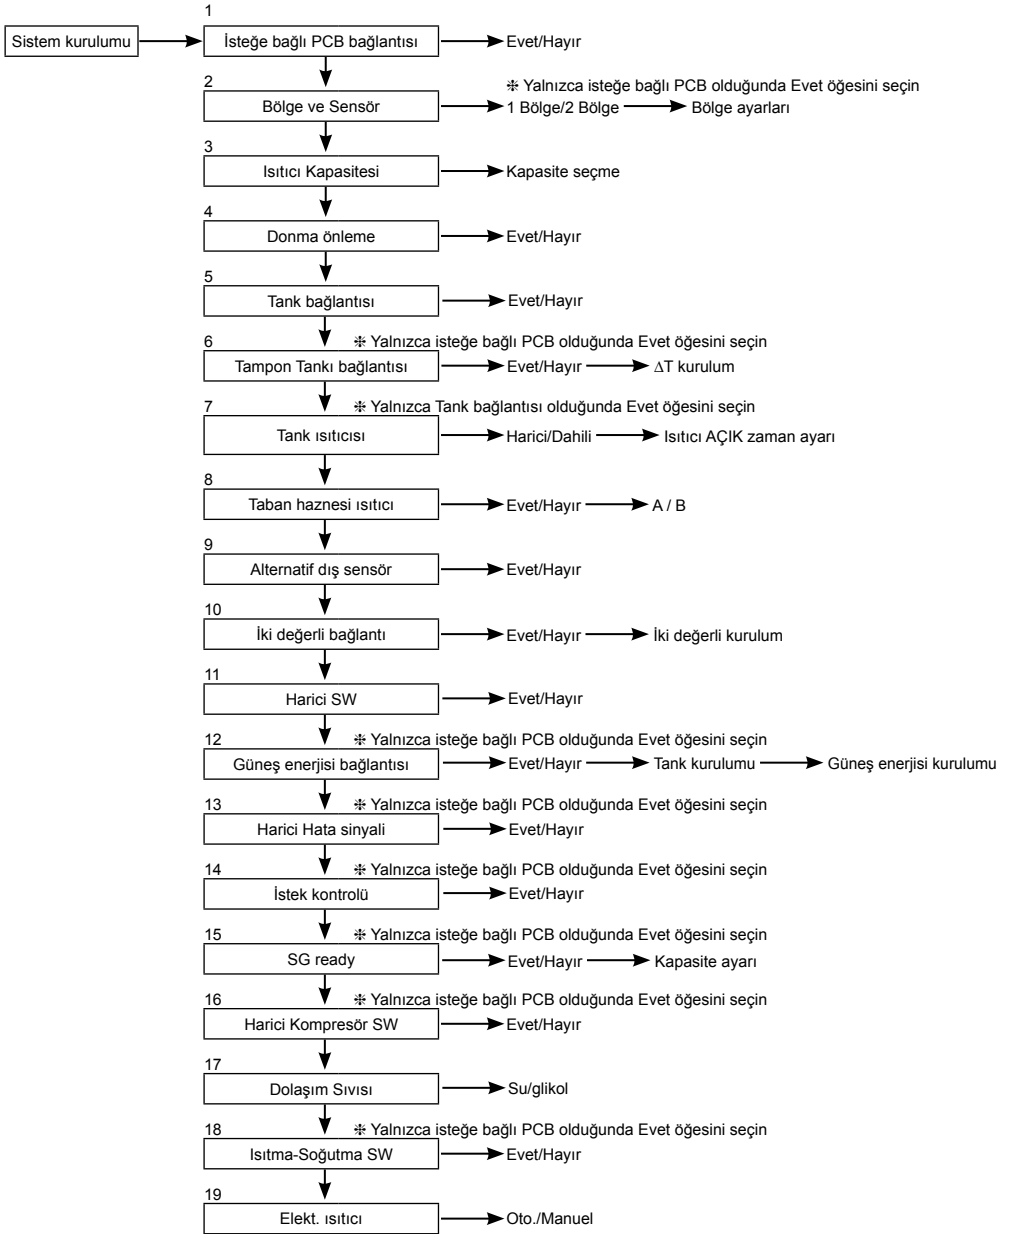 1
Sistem kurulumu İsteğe bağlı PCB bağlantısı Evet/Hayır
2 ❈ Yalnızca isteğe bağlı PCB olduğunda Evet öğesini seçin
Bölge ve Sensör 1 Bölge/2 Bölge Bölge ayarları
3
Isıtıcı Kapasitesi Kapasite seçme
4
Donma önleme Evet/Hayır
5
Tank bağlantısı Evet/Hayır
6 ❈ Yalnızca isteğe bağlı PCB olduğunda Evet öğesini seçin
Tampon Tankı bağlantısı Evet/Hayır ΔT kurulum
7 ❈ Yalnızca Tank bağlantısı olduğunda Evet öğesini seçin
Tank ısıtıcısı Harici/Dahili Isıtıcı AÇIK zaman ayarı
8
Taban haznesi ısıtıcı Evet/Hayır A / B
9
Alternatif dış sensör Evet/Hayır
10
İki değerli bağlantı Evet/Hayır İki değerli kurulum
11
Harici SW Evet/Hayır
12 ❈ Yalnızca isteğe bağlı PCB olduğunda Evet öğesini seçin
Güneş enerjisi bağlantısı Evet/Hayır Tank kurulumu Güneş enerjisi kurulumu
13 ❈ Yalnızca isteğe bağlı PCB olduğunda Evet öğesini seçin
Harici Hata sinyali Evet/Hayır
14 ❈ Yalnızca isteğe bağlı PCB olduğunda Evet öğesini seçin
İstek kontrolü Evet/Hayır
15 ❈ Yalnızca isteğe bağlı PCB olduğunda Evet öğesini seçin
SG ready Evet/Hayır Kapasite ayarı
16 ❈ Yalnızca isteğe bağlı PCB olduğunda Evet öğesini seçin
Harici Kompresör SW Evet/Hayır
17
Dolaşım Sıvısı Su/glikol
18 ❈ Yalnızca isteğe bağlı PCB olduğunda Evet öğesini seçin
Isıtma-Soğutma SW Evet/Hayır
19
Elekt. ısıtıcı Oto./Manuel